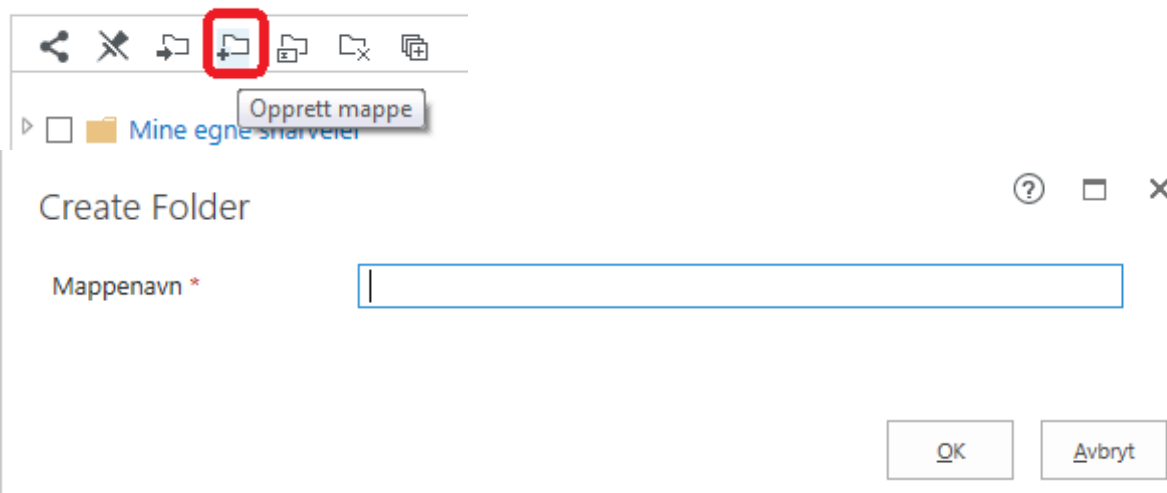 Opprett mappe
Mine egne snarveier
Create Folder
Mappenavn *
OK
Avbryt